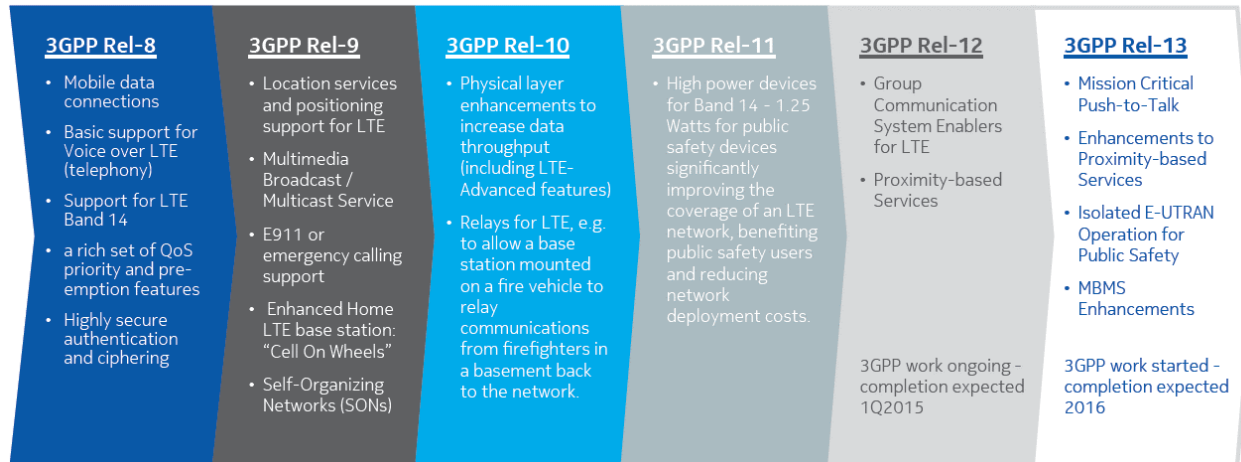 3GPP Rel-8
• Mobile data
connections
• Basic support for
Voice over LTE
(telephony)
• Support for LTE
Band 14
• a rich set of QoS
priority and pre-
emption features
• Highly secure
authentication
and ciphering
3GPP Rel-9
• Location services
and positioning
support for LTE
• Multimedia
Broadcast /
Multicast Service
• E911 or
emergency calling
support
• Enhanced Home
LTE base station:
“Cell On Wheels”
• Self-Organizing
Networks (SONs)
3GPP Rel-10
• Physical layer
enhancements to
increase data
throughput
(including LTE-
Advanced features)
• Relays for LTE, e.g.
to allow a base
station mounted
on a fire vehicle to
relay
communications
from firefighters in
a basement back
to the network.
3GPP Rel-11
• High power devices
for Band 14 - 1.25
Watts for public
safety devices
significantly
improving the
coverage of an LTE
network, benefiting
public safety users
and reducing
network
deployment costs.
3GPP Rel-12
• Group
Communication
System Enablers
for LTE
• Proximity-based
Services
3GPP work ongoing -
completion expected
1Q2015
3GPP Rel-13
• Mission Critical
Push-to-Talk
• Enhancements to
Proximity-based
Services
• Isolated E-UTRAN
Operation for
Public Safety
• MBMS
Enhancements
3GPP work started -
completion expected
2016